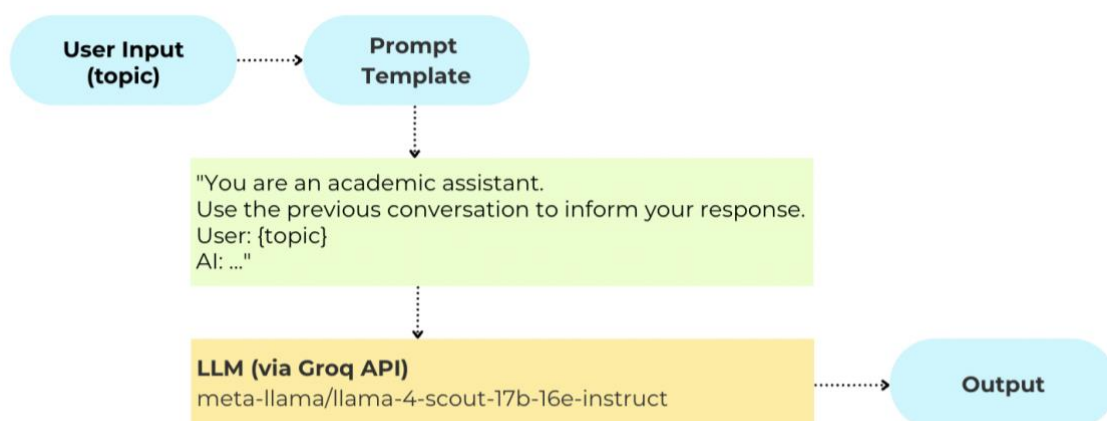 User Input
(topic)
Prompt
Template
"You are an academic assistant.
Use the previous conversation to inform your response.
User: {topic}
AI: ..."
LLM (via Groq API)
meta-llama/llama-4-scout-17b-16e-instruct
Output